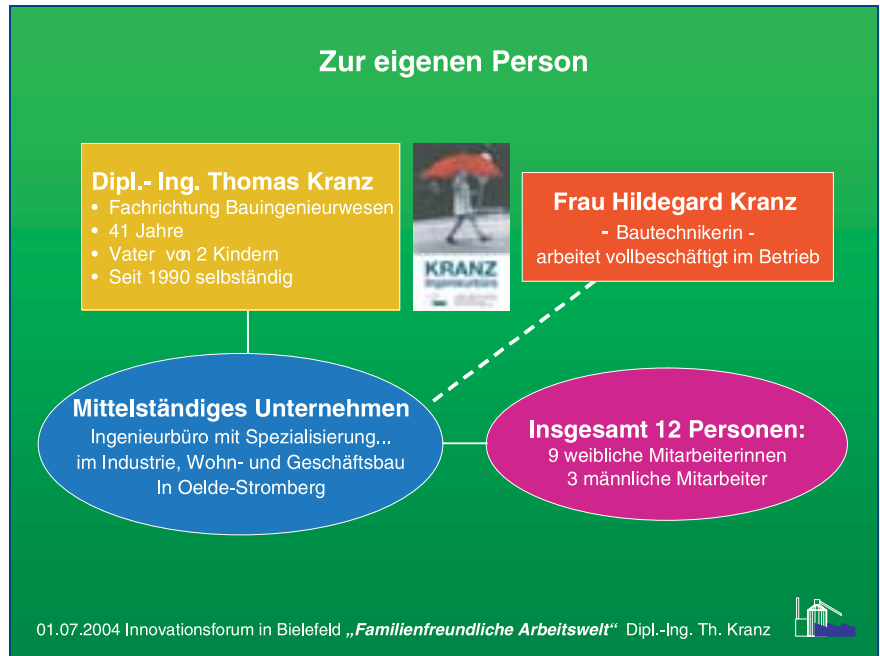 Zur eigenen Person
Dipl.- Ing. Thomas Kranz
• Fachrichtung Bauingenieurwesen
• 41 Jahre
• Vater von 2 Kindern
• Seit 1990 selbständig
KRANZ
Ingenieurbüro
Frau Hildegard Kranz
- Bautechnikerin -
arbeitet vollbeschäftigt im Betrieb
Mittelständiges Unternehmen
Ingenieurbüro mit Spezialisierung...
im Industrie, Wohn- und Geschäftsbau
In Oelde-Stromberg
Insgesamt 12 Personen:
9 weibliche Mitarbeiterinnen
3 männliche Mitarbeiter
01.07.2004 Innovationsforum in Bielefeld „Familienfreundliche Arbeitswelt“ Dipl.-Ing. Th. Kranz